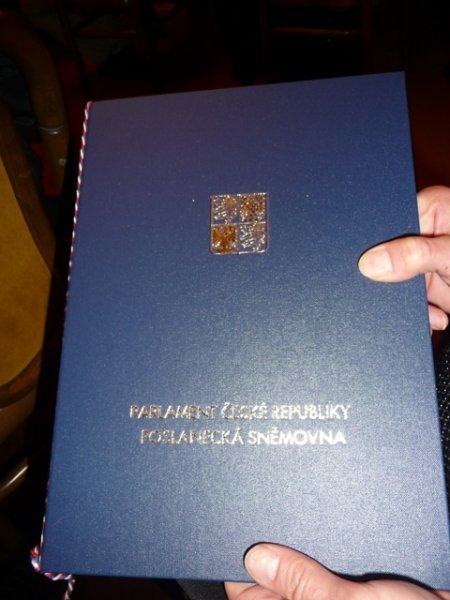 PARLAMENT ČESKÉ REPUBLIKY
POSLANECKÁ SNĚMOVNA